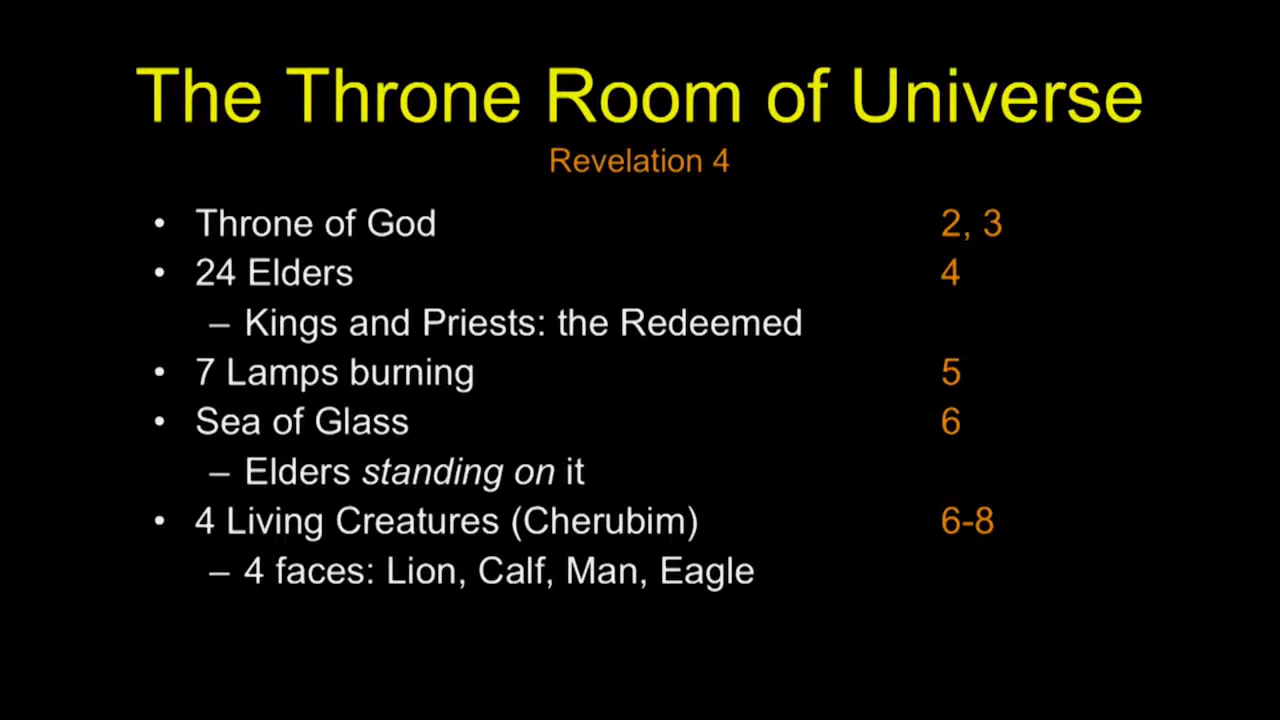 The Throne Room of Universe
Revelation 4
• Throne of God 2, 3
• 24 Elders 4
– Kings and Priests: the Redeemed
• 7 Lamps burning 5
• Sea of Glass 6
– Elders standing on it
• 4 Living Creatures (Cherubim) 6-8
– 4 faces: Lion, Calf, Man, Eagle